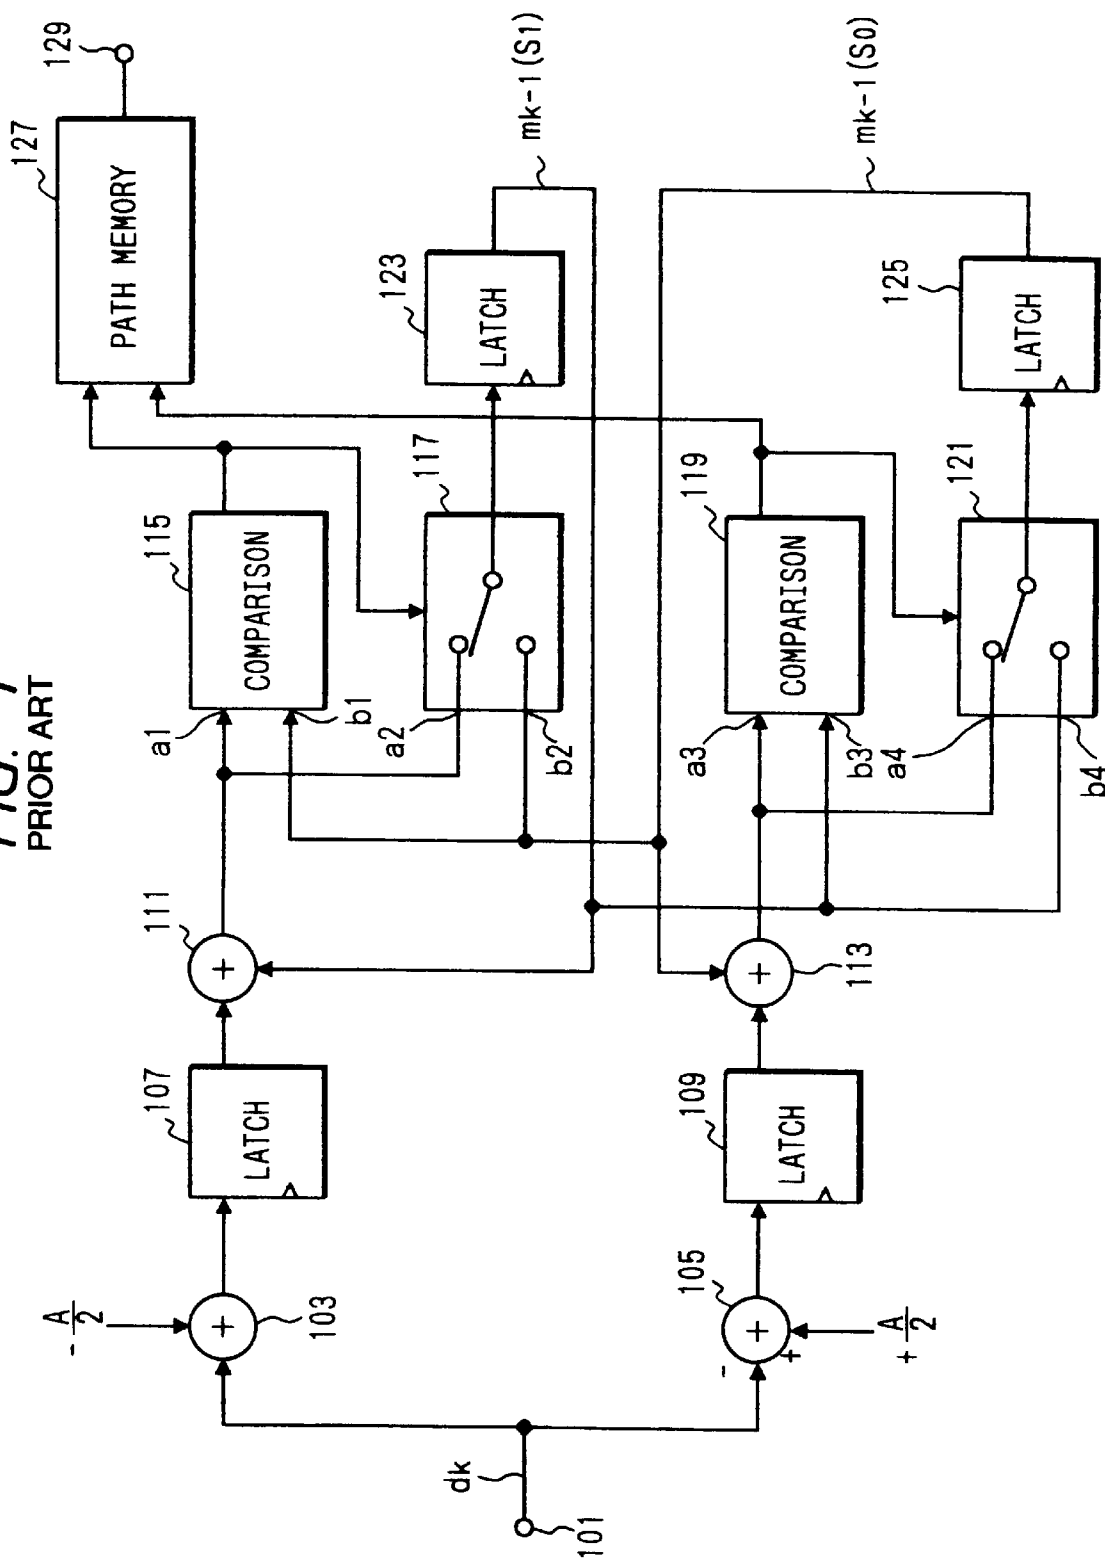 FIG.
PRIOR ART
127
129
PATH MEMORY
- A/2
103
+
107
LATCH
111
+
a1
b1
115
COMPARISON
101
dk
a2
b2
117
123
LATCH
mk-1(S1)
105
-
+
+
+ A/2
109
LATCH
+
113
a3
b3
119
COMPARISON
a4
b4
121
125
LATCH
mk-1(S0)